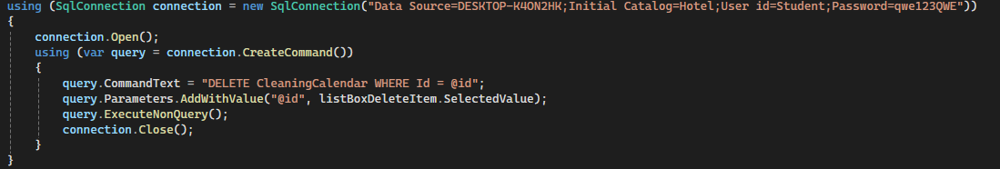 using (SqlConnection connection = new SqlConnection("Data Source=DESKTOP-K4ON2HK;Initial Catalog=Hotel;User id=Student;Password=qwe123QWE"))
{
    connection.Open();
    using (var query = connection.CreateCommand())
    {
        query.CommandText = "DELETE CleaningCalendar WHERE Id = @id";
        query.Parameters.AddWithValue("@id", listBoxDeleteItem.SelectedValue);
        query.ExecuteNonQuery();
        connection.Close();
    }
}